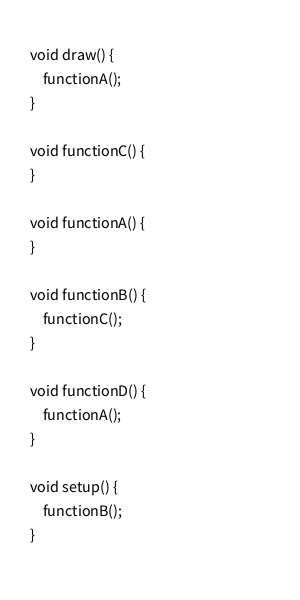 void draw() {
    functionA();
}

void functionC() {
}

void functionA() {
}

void functionB() {
    functionC();
}

void functionD() {
    functionA();
}

void setup() {
    functionB();
}